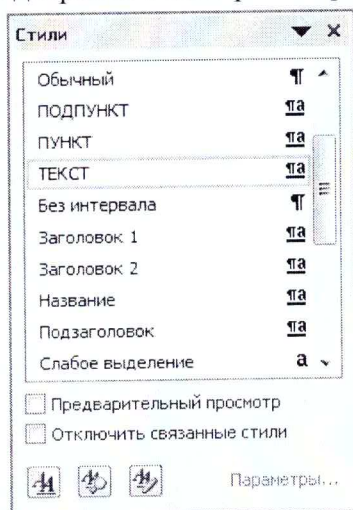 Стили
Обычный ¶
ПОДПУНКТ ¶a
ПУНКТ ¶a
ТЕКСТ ¶a
Без интервала ¶
Заголовок 1 ¶a
Заголовок 2 ¶a
Название ¶a
Подзаголовок ¶a
Слабое выделение a
Предварительный просмотр
Отключить связанные стили
Параметры...